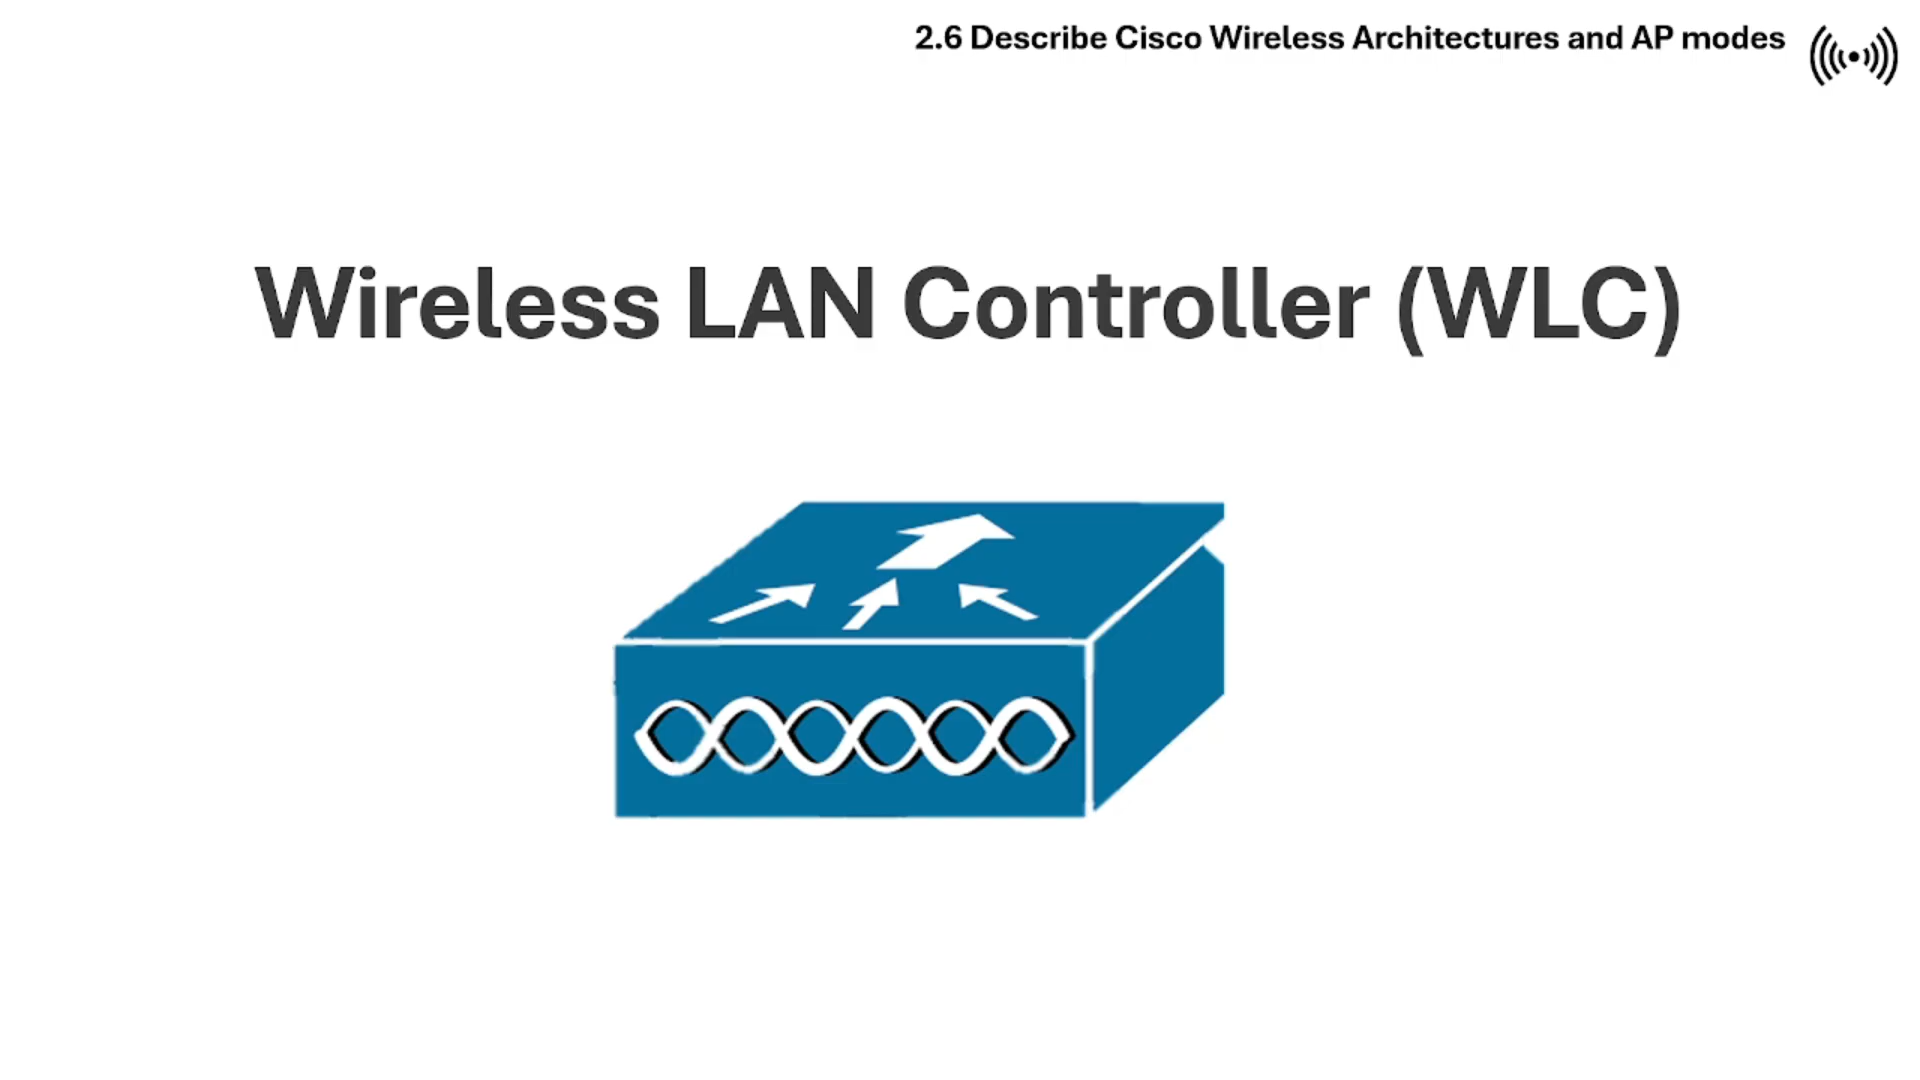 2.6 Describe Cisco Wireless Architectures and AP modes
Wireless LAN Controller (WLC)